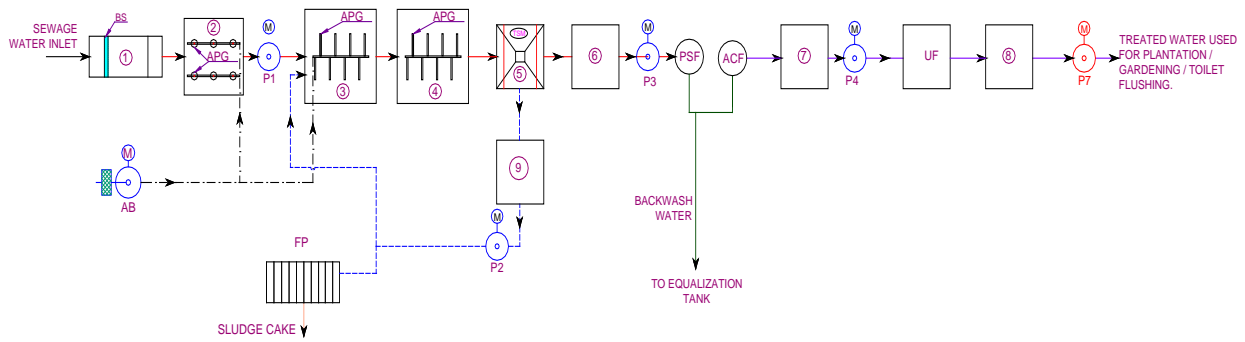 SEWAGE
WATER INLET
BS
1
2
APG
M
P1
APG
3
APG
4
TSM
5
6
M
P3
PSF
ACF
7
M
P4
UF
8
M
P7
TREATED WATER USED
FOR PLANTATION /
GARDENING / TOILET
FLUSHING.
M
AB
9
M
P2
FP
SLUDGE CAKE
BACKWASH
WATER
TO EQUALIZATION
TANK